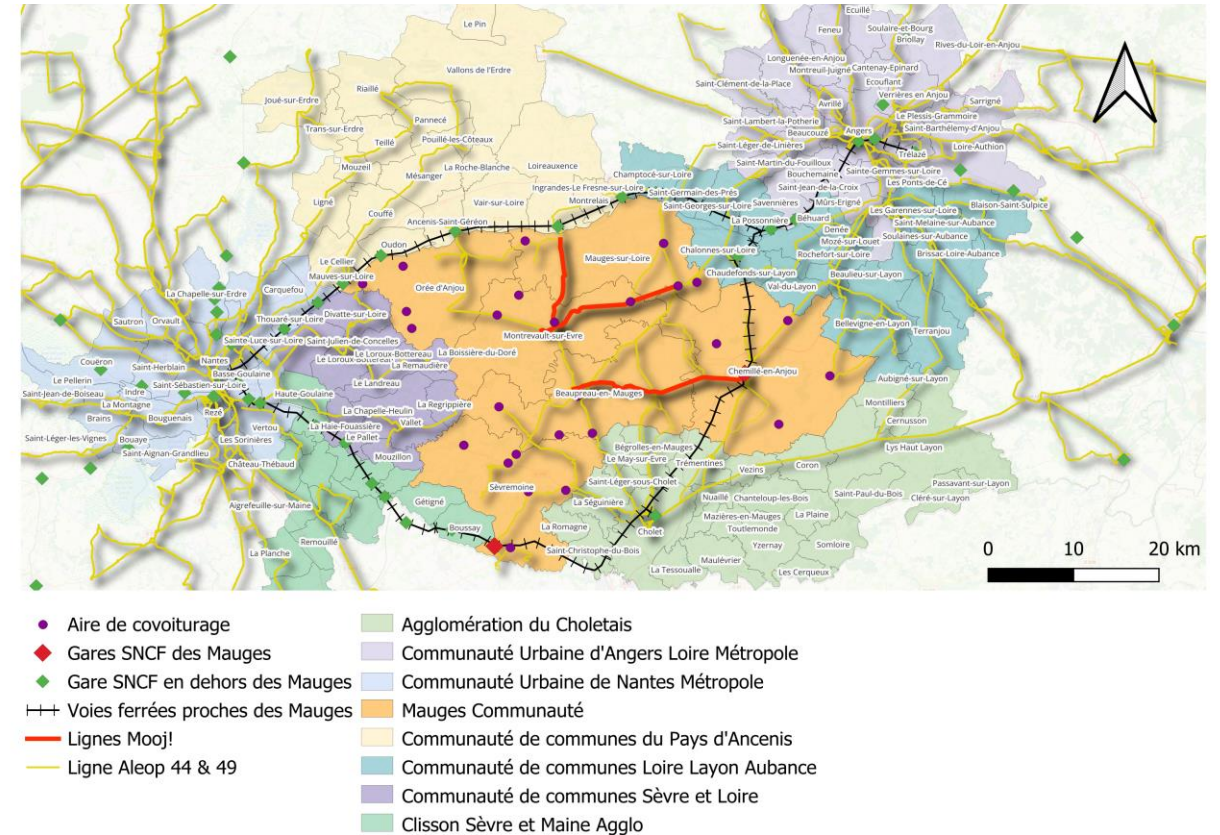 Le Pin
Ecuillé
Feneu
Soulaire-et-Bourg
Briollay
Rives-du-Loir-en-Anjou
Vallons de l'Erdre
Longuenée-en-Anjou
Cantenay-Epinard
Montreuil-Juigné
Ecouflant
Saint-Clément-de-la-Place
Verrières en Anjou
Joué-sur-Erdre
Riaillé
Avrillé
Sarrigné
Le Plessis-Grammoire
Trans-sur-Erdre
Pannecé
Saint-Lambert-la-Potherie
Beaucouzé
Angers
Saint-Barthélemy-d'Anjou
Teillé
Pouillé-les-Côteaux
Saint-Léger-de-Linières
Loire-Authion
Trélazé
Mouzeil
La Roche-Blanche
Loireauxence
Saint-Martin-du-Fouilloux
Bouchemaine
Sainte-Gemmes-sur-Loire
Mésanger
Champtocé-sur-Loire
Les Ponts-de-Cé
Ligné
Vair-sur-Loire
Ingrandes-Le Fresne-sur-Loire
Saint-Germain-des-Prés
Saint-Jean-de-la-Croix
Couffé
Montrelais
Saint-Georges-sur-Loire
Savennières
Mûrs-Erigné
Blaison-Saint-Sulpice
Ancenis-Saint-Géréon
La Possonnière
Béhuard
Les Garennes-sur-Loire
Saint-Melaine-sur-Aubance
Denée
Soulaines-sur-Aubance
Oudon
Mozé-sur-Louet
Le Cellier
Mauges-sur-Loire
Chalonnes-sur-Loire
Rochefort-sur-Loire
Brissac-Loire-Aubance
Mauves-sur-Loire
Chaudefonds-sur-Layon
Beaulieu-sur-Layon
Carquefou
Orée d'Anjou
Val-du-Layon
La Chapelle-sur-Erdre
Thouaré-sur-Loire
Divatte-sur-Loire
Sautron
Orvault
Bellevigne-en-Layon
Terranjou
Sainte-Luce-sur-Loire
Saint-Julien-de-Concelles
Montrevault-sur-Evre
Couëron
Nantes
Le Loroux-Bottereau
La Boissière-du-Doré
Saint-Herblain
Basse-Goulaine
La Remaudière
Chemillé-en-Anjou
Le Pellerin
Aubigné-sur-Layon
Saint-Jean-de-Boiseau
Indre
Saint-Sébastien-sur-Loire
Haute-Goulaine
Le Landreau
Beaupreau-en- Mauges
La Montagne
Rezé
La Chapelle-Heulin
La Regrippière
Montilliers
Brains
Bouguenais
Vertou
La Haie-Fouassière
Vallet
Cernusson
Saint-Léger-les-Vignes
Bouaye
Les Sorinières
Le Pallet
Bégrolles-en-Mauges
Lys Haut Layon
Saint-Aignan-Grandlieu
Mouzillon
Le May-sur-Evre
Trémentines
Château-Thébaud
Vezins
Coron
Saint-Léger-sous-Cholet
Sèvremoine
Passavant-sur-Layon
Gétigné
La Séguinière
Nuaillé
Chanteloup-les-Bois
Saint-Paul-du-Bois
Cléré-sur-Layon
Aigrefeuille-sur-Maine
Mazières-en-Mauges
La Plaine
Boussay
La Romagne
Cholet
Toutlemonde
Remouillé
Saint-Christophe-du-Bois
Yzernay
Somloire
La Planche
Maulévrier
La Tessoualle
Les Cerqueux
0 10 20 km
Aire de covoiturage
Gares SNCF des Mauges
Gare SNCF en dehors des Mauges
Voies ferrées proches des Mauges
Lignes Mooj!
Ligne Aleop 44 & 49
Agglomération du Choletais
Communauté Urbaine d'Angers Loire Métropole
Communauté Urbaine de Nantes Métropole
Mauges Communauté
Communauté de communes du Pays d'Ancenis
Communauté de communes Loire Layon Aubance
Communauté de communes Sèvre et Loire
Clisson Sèvre et Maine Agglo